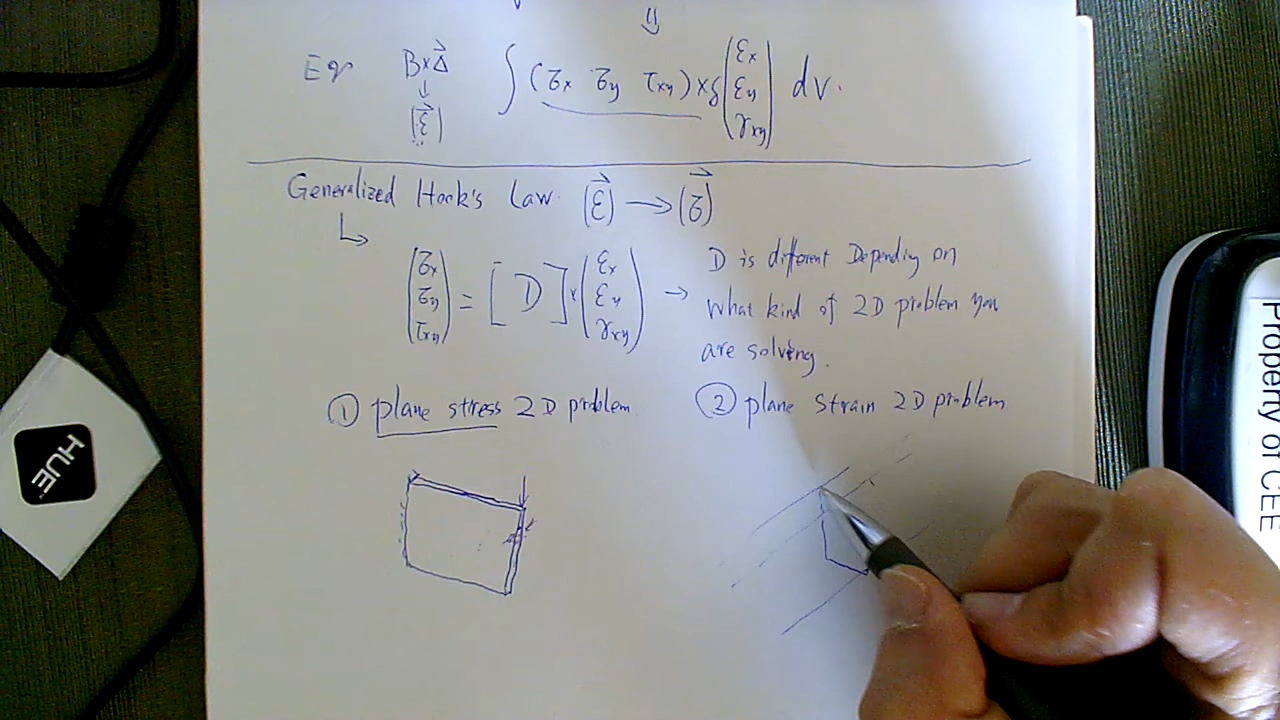 ⇓
Eq. B×Δ⃗ ∫ (σx σy τxy) × δ (εx εy γxy) dv.
↓
(ε⃗)
Generalized Hook's Law. (ε⃗) → (σ⃗)
↳ (σx σy τxy) = [D] × (εx εy γxy) → D is different Depending on
what kind of 2D problem you
are solving.
① plane stress 2D problem.
② plane strain 2D problem
HUE
Property of CEE